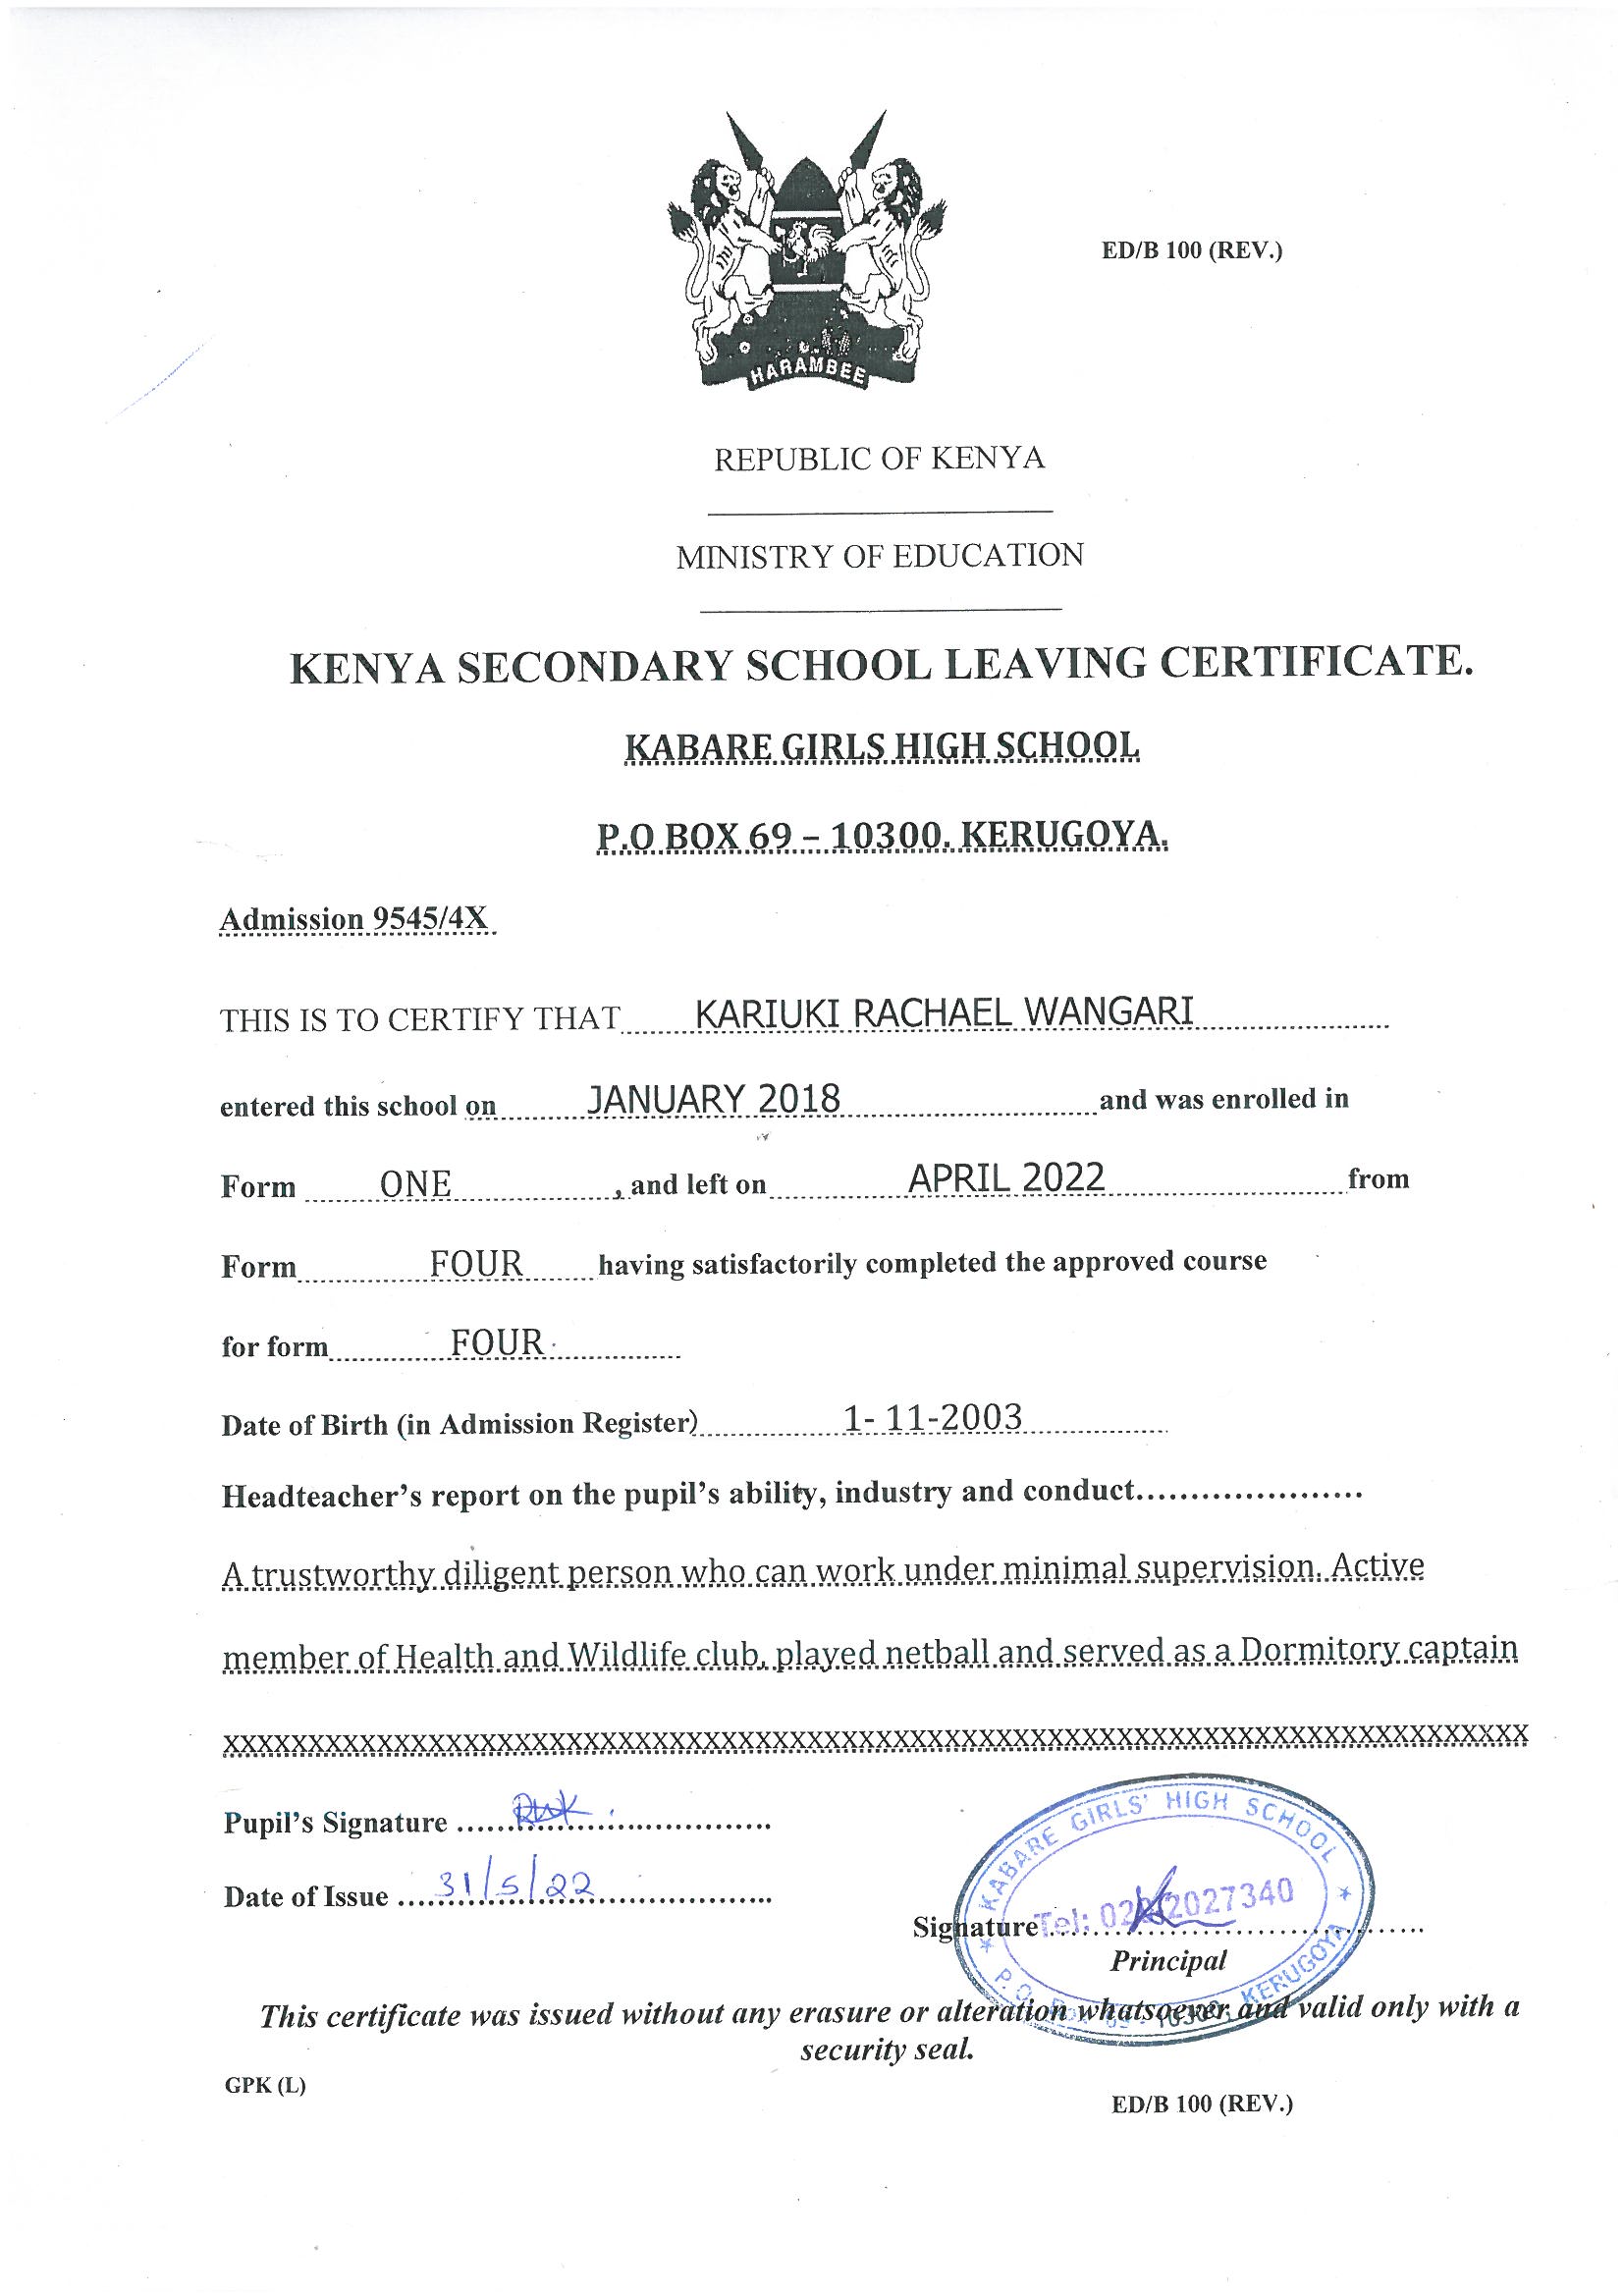 HARAMBEE
ED/B 100 (REV.)
REPUBLIC OF KENYA
MINISTRY OF EDUCATION
KENYA SECONDARY SCHOOL LEAVING CERTIFICATE.
KABARE GIRLS HIGH SCHOOL
P.O BOX 69 – 10300. KERUGOYA.
Admission 9545/4X
THIS IS TO CERTIFY THAT KARIUKI RACHAEL WANGARI
entered this school on JANUARY 2018 and was enrolled in
Form ONE, and left on APRIL 2022 from
Form FOUR having satisfactorily completed the approved course
for form FOUR
Date of Birth (in Admission Register) 1- 11-2003
Headteacher's report on the pupil's ability, industry and conduct.....................
A trustworthy diligent person who can work under minimal supervision. Active
member of Health and Wildlife club, played netball and served as a Dormitory captain
XXXXXXXXXXXXXXXXXXXXXXXXXXXXXXXXXXXXXXXXXXXXXXXXXXXXXXXXXXXXXXXXXXXXXXXXXXXX
Pupil's Signature RWK
Date of Issue 31/5/22
KABARE GIRLS' HIGH SCHOOL
Tel: 2027340
Signature
Principal
P.O. Box 69 - 10300, KERUGOYA
This certificate was issued without any erasure or alteration whatsoever and valid only with a
security seal.
GPK (L)
ED/B 100 (REV.)